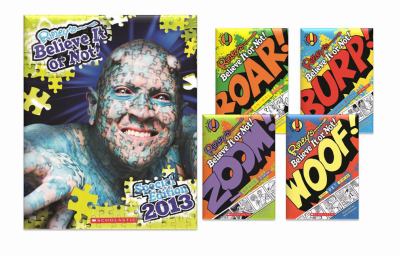 Ripley's
Believe It
or Not!
Special
Edition
2013
SCHOLASTIC
Ripley's
Believe It or Not!
ROAR!
Ripley's
Believe It or Not!
BURP!
Ripley's
Believe It or Not!
ZOOM!
Ripley's
Believe It or Not!
WOOF!